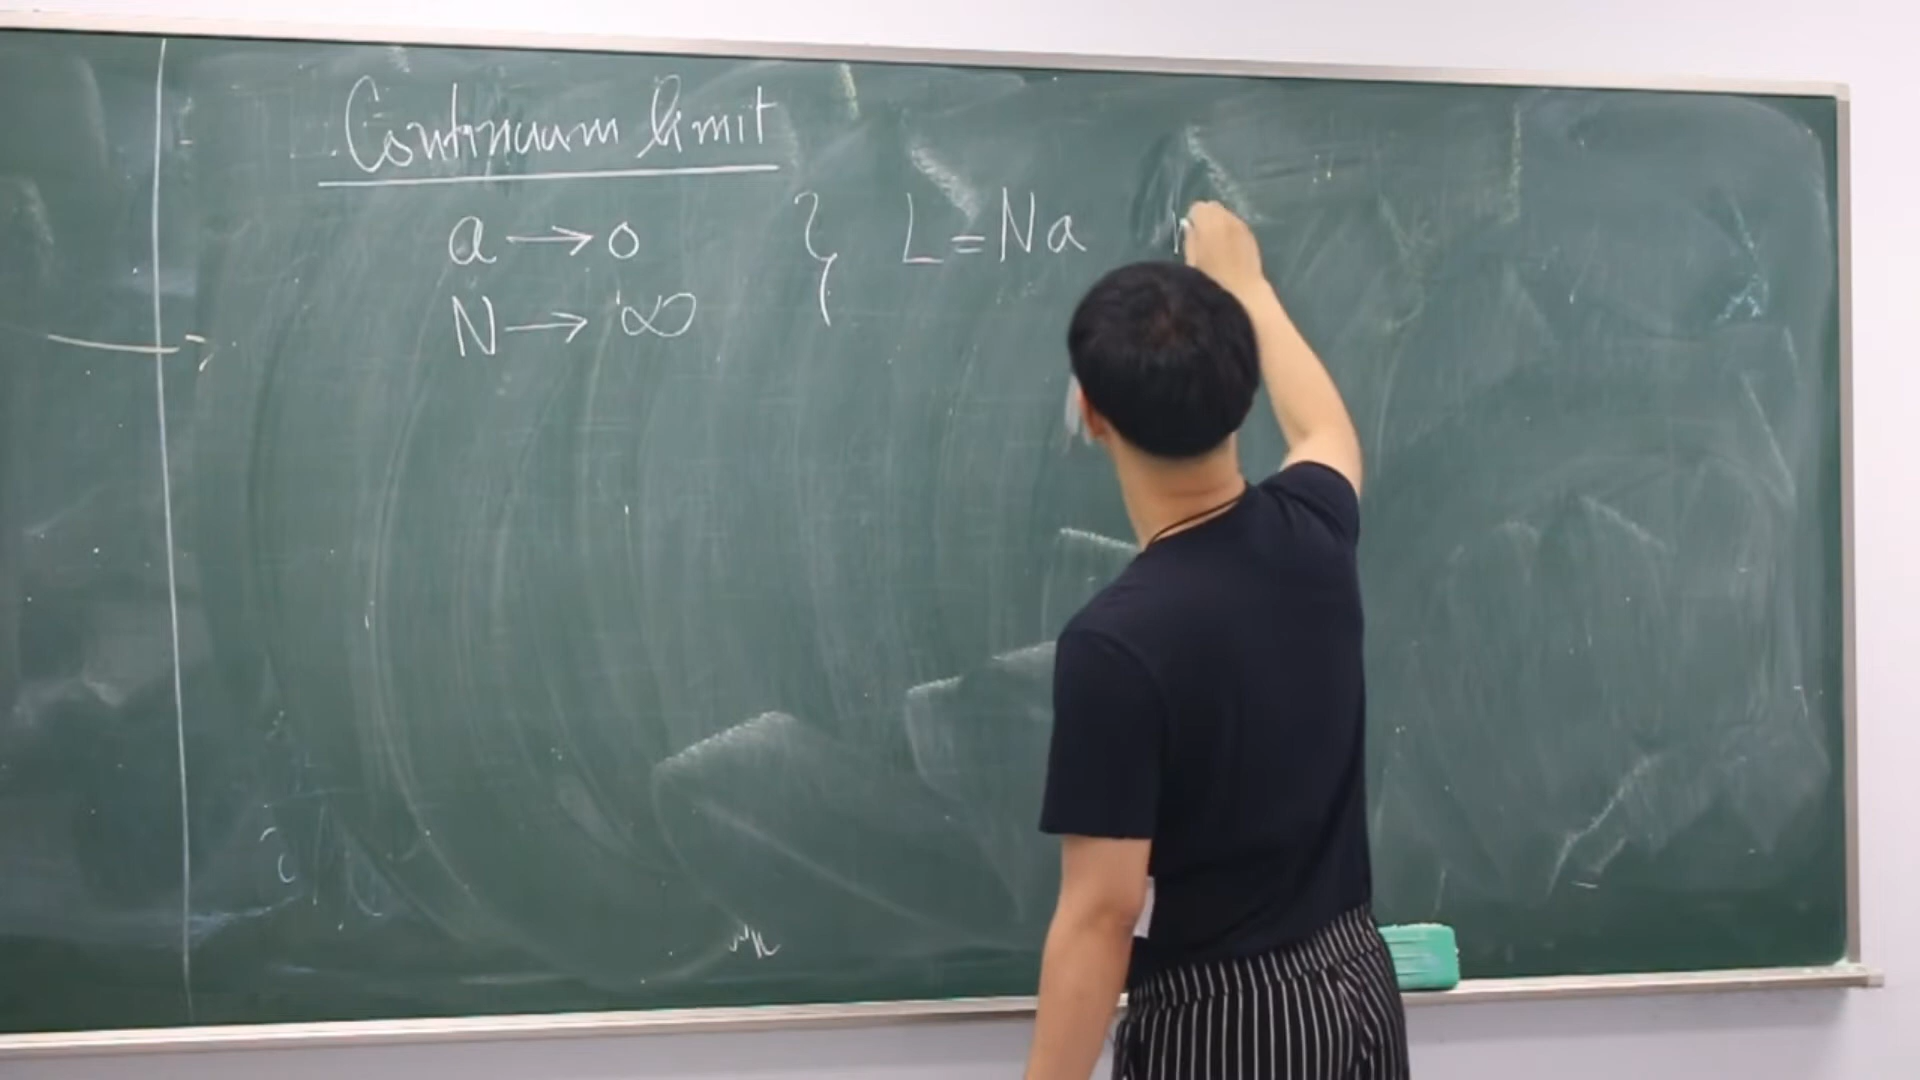 Continuum limit
a → 0 } L = Na
N → ∞